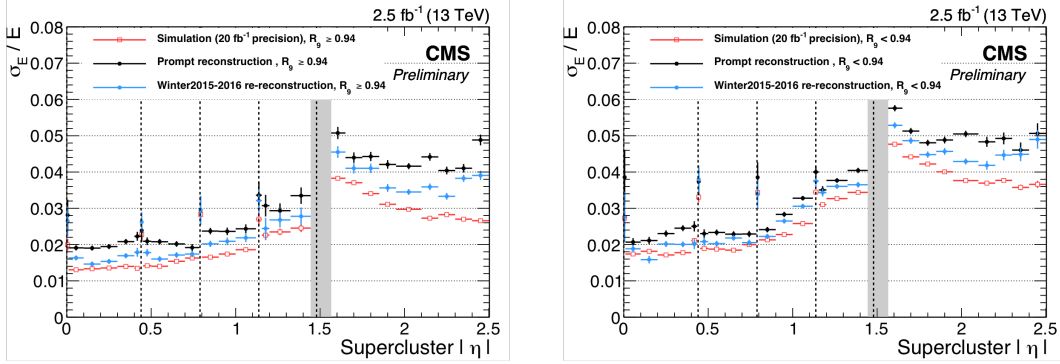 2.5 fb⁻¹ (13 TeV)
σ_E / E
0.08
0.07
0.06
0.05
0.04
0.03
0.02
0.01
0
Simulation (20 fb⁻¹ precision), R₉ ≥ 0.94
Prompt reconstruction , R₉ ≥ 0.94
Winter2015-2016 re-reconstruction, R₉ ≥ 0.94
CMS
Preliminary
0 0.5 1 1.5 2 2.5
Supercluster | η |
2.5 fb⁻¹ (13 TeV)
σ_E / E
0.08
0.07
0.06
0.05
0.04
0.03
0.02
0.01
0
Simulation (20 fb⁻¹ precision), R₉ < 0.94
Prompt reconstruction , R₉ < 0.94
Winter2015-2016 re-reconstruction, R₉ < 0.94
CMS
Preliminary
0 0.5 1 1.5 2 2.5
Supercluster | η |